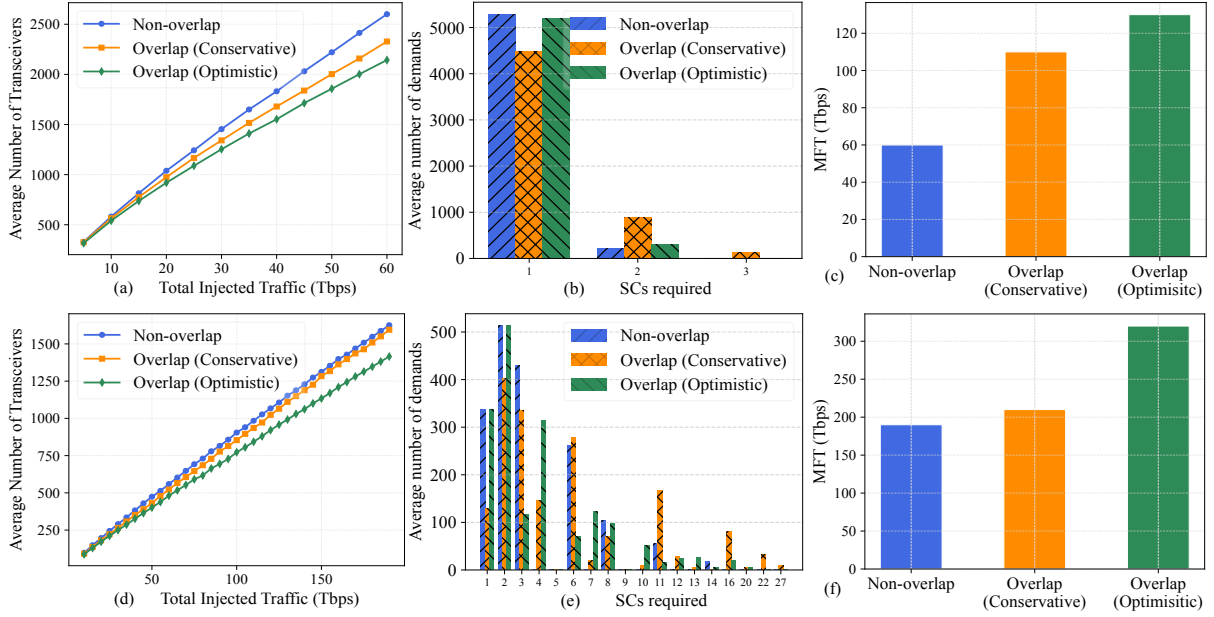 Average Number of Transceivers
2500
2000
1500
1000
500
Non-overlap
Overlap (Conservative)
Overlap (Optimistic)
10 20 30 40 50 60
(a) Total Injected Traffic (Tbps)
Average number of demands
5000
4000
3000
2000
1000
0
Non-overlap
Overlap (Conservative)
Overlap (Optimistic)
1 2 3
(b) SCs required
MFT (Tbps)
120
100
80
60
40
20
0
Non-overlap Overlap (Conservative) Overlap (Optimisitc)
(c)
Average Number of Transceivers
1500
1250
1000
750
500
250
Non-overlap
Overlap (Conservative)
Overlap (Optimistic)
50 100 150
(d) Total Injected Traffic (Tbps)
Average number of demands
500
400
300
200
100
0
Non-overlap
Overlap (Conservative)
Overlap (Optimistic)
1 2 3 4 5 6 7 8 9 10 11 12 13 14 16 20 22 27
(e) SCs required
MFT (Tbps)
300
250
200
150
100
50
0
Non-overlap Overlap (Conservative) Overlap (Optimisitic)
(f)